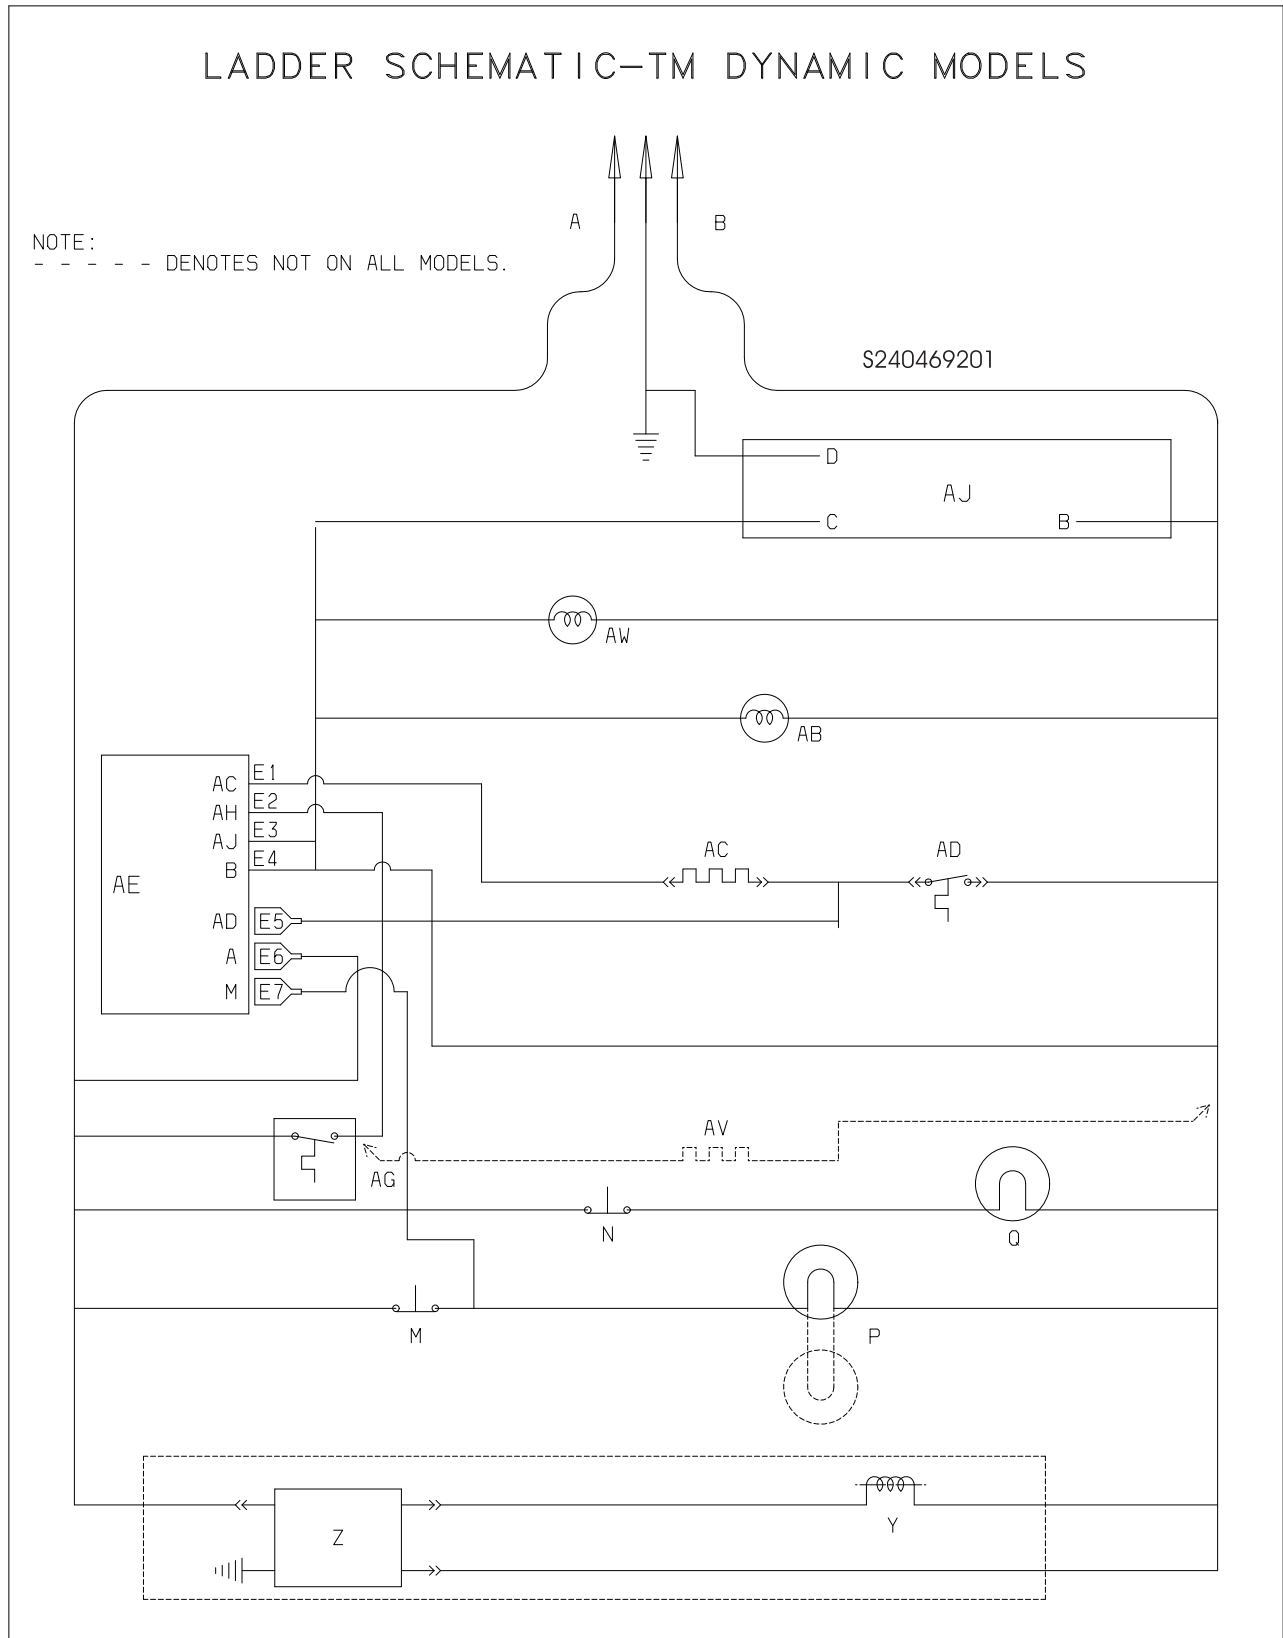 LADDER SCHEMATIC-TM DYNAMIC MODELS
A
B
NOTE:
- - - - - DENOTES NOT ON ALL MODELS.
S240469201
D
AJ
C
B
AW
AB
AC
E1
AH
E2
AJ
E3
B
E4
AE
AC
AD
AD
E5
A
E6
M
E7
AV
AG
N
Q
M
P
Z
Y